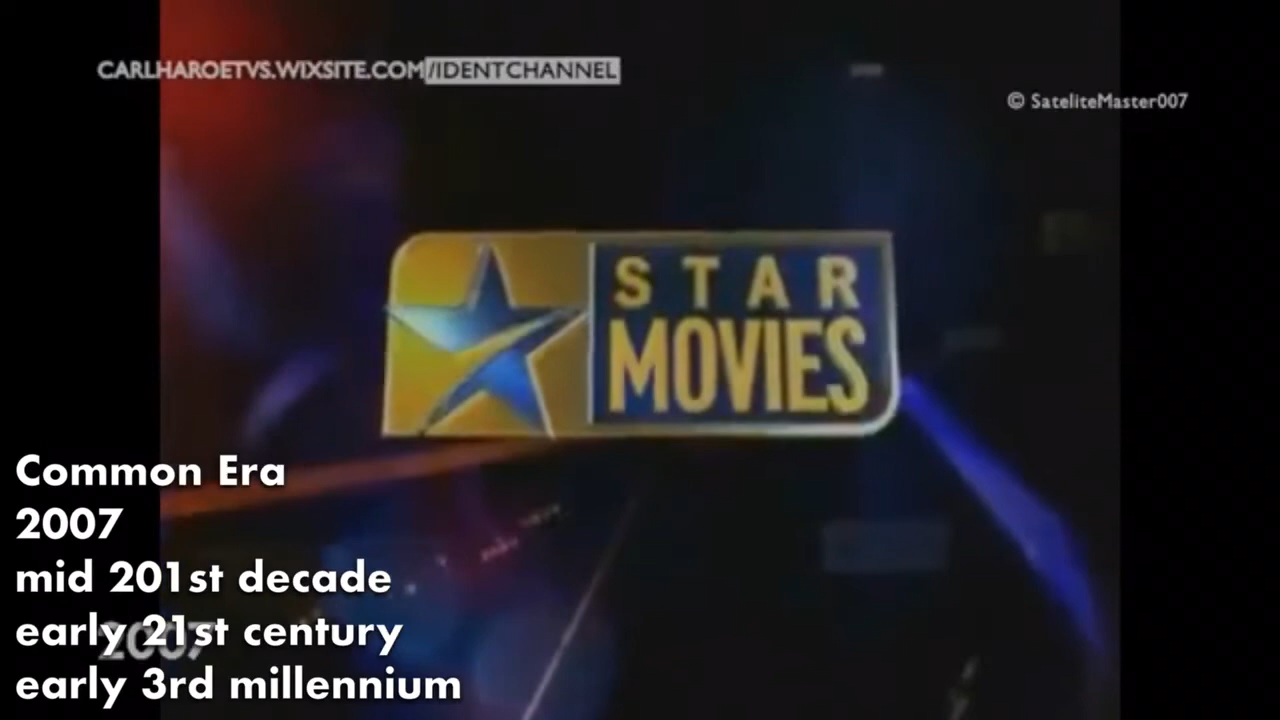 CARLHAROETVS.WIXSITE.COM/IDENTCHANNEL
© SateliteMaster007
STAR
MOVIES
Common Era
2007
mid 201st decade
early 21st century
2007
early 3rd millennium